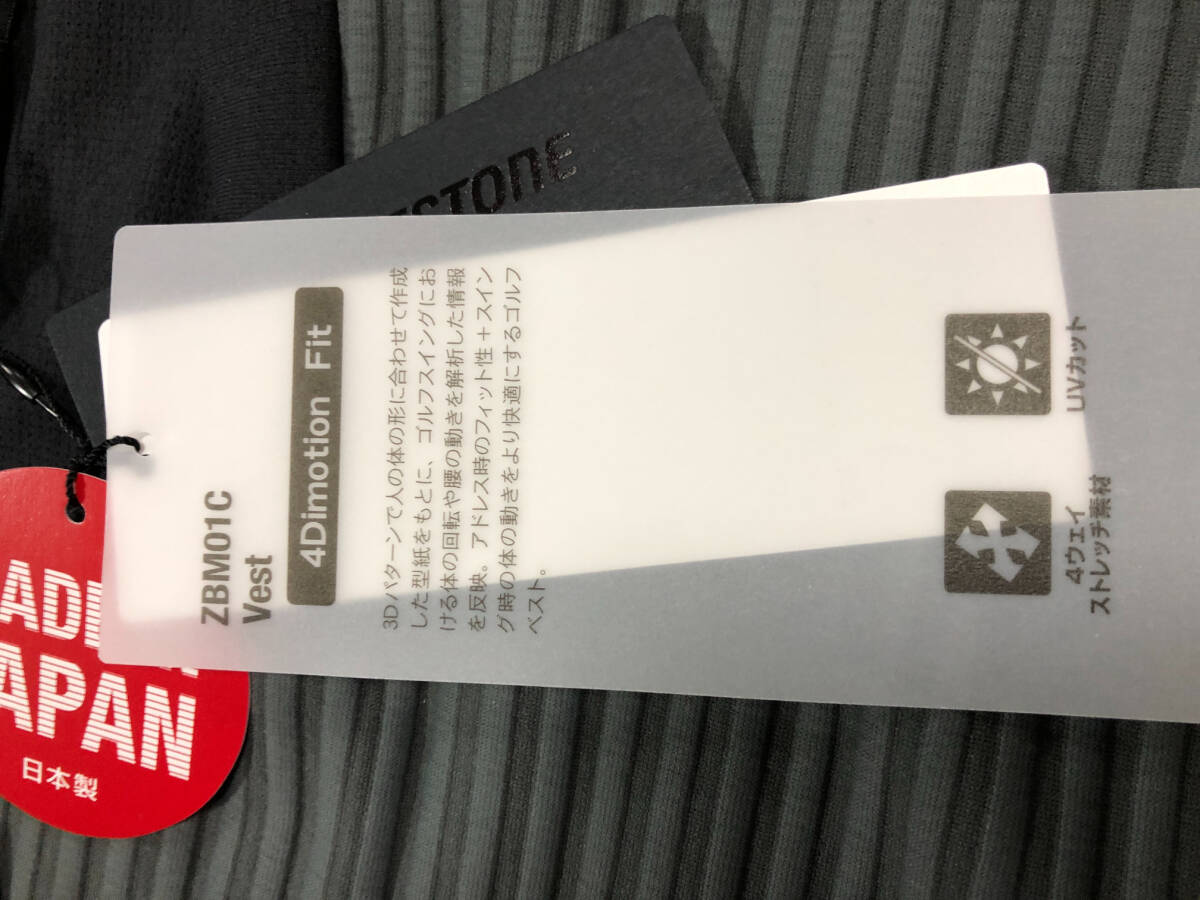 ZBM01C
Vest
4Dimotion Fit
3Dパターンで人の体の形に合わせて作成
した型紙をもとに、ゴルフスイングにお
ける体の回転や腰の動きを解析した情報
を反映。アドレス時のフィット性＋スイン
グ時の体の動きをより快適にするゴルフ
ベスト。
4ウェイ
ストレッチ素材
UVカット
JAPAN
日本製